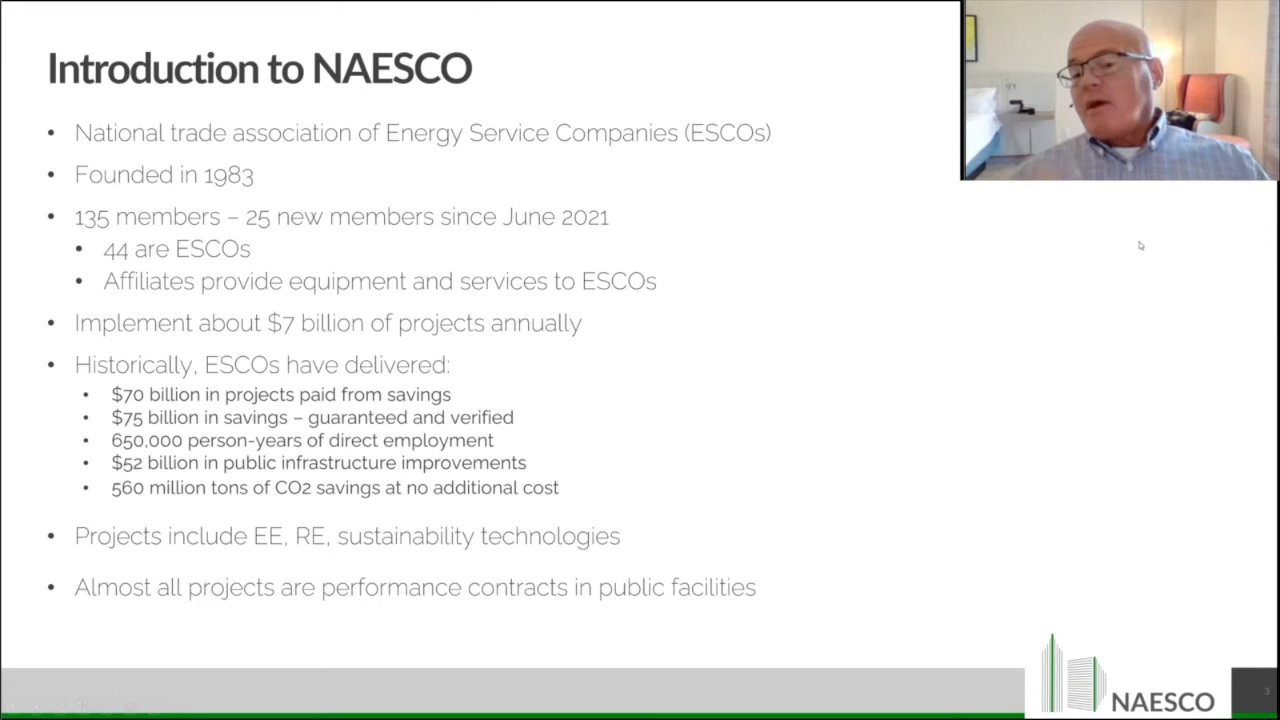 Introduction to NAESCO
• National trade association of Energy Service Companies (ESCOs)
• Founded in 1983
• 135 members – 25 new members since June 2021
• 44 are ESCOs
• Affiliates provide equipment and services to ESCOs
• Implement about $7 billion of projects annually
• Historically, ESCOs have delivered:
• $70 billion in projects paid from savings
• $75 billion in savings – guaranteed and verified
• 650,000 person-years of direct employment
• $52 billion in public infrastructure improvements
• 560 million tons of CO2 savings at no additional cost
• Projects include EE, RE, sustainability technologies
• Almost all projects are performance contracts in public facilities
NAESCO
3